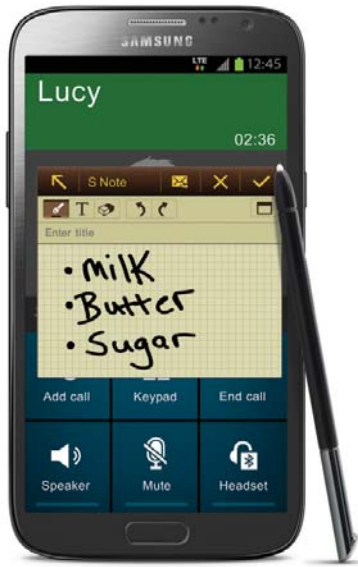 SAMSUNG
LTE 12:45
Lucy
02:36
S Note
T
Enter title
• Milk
• Butter
• Sugar
Add call Keypad End call
Speaker Mute Headset